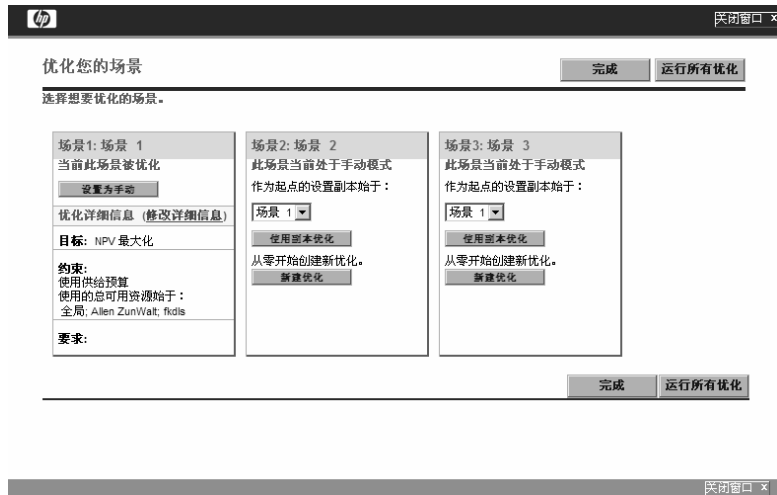 hp
关闭窗口 x
优化您的场景
完成
运行所有优化
选择想要优化的场景。
场景1: 场景 1
当前此场景被优化
设置为手动
优化详细信息 (修改详细信息)
目标: NPV 最大化
约束:
使用供给预算
使用的总可用资源始于：
全局; Allen ZunWalt; fkdls
要求:
场景2: 场景 2
此场景当前处于手动模式
作为起点的设置副本始于：
场景 1
使用副本优化
从零开始创建新优化。
新建优化
场景3: 场景 3
此场景当前处于手动模式
作为起点的设置副本始于：
场景 1
使用副本优化
从零开始创建新优化。
新建优化
完成
运行所有优化
关闭窗口 x